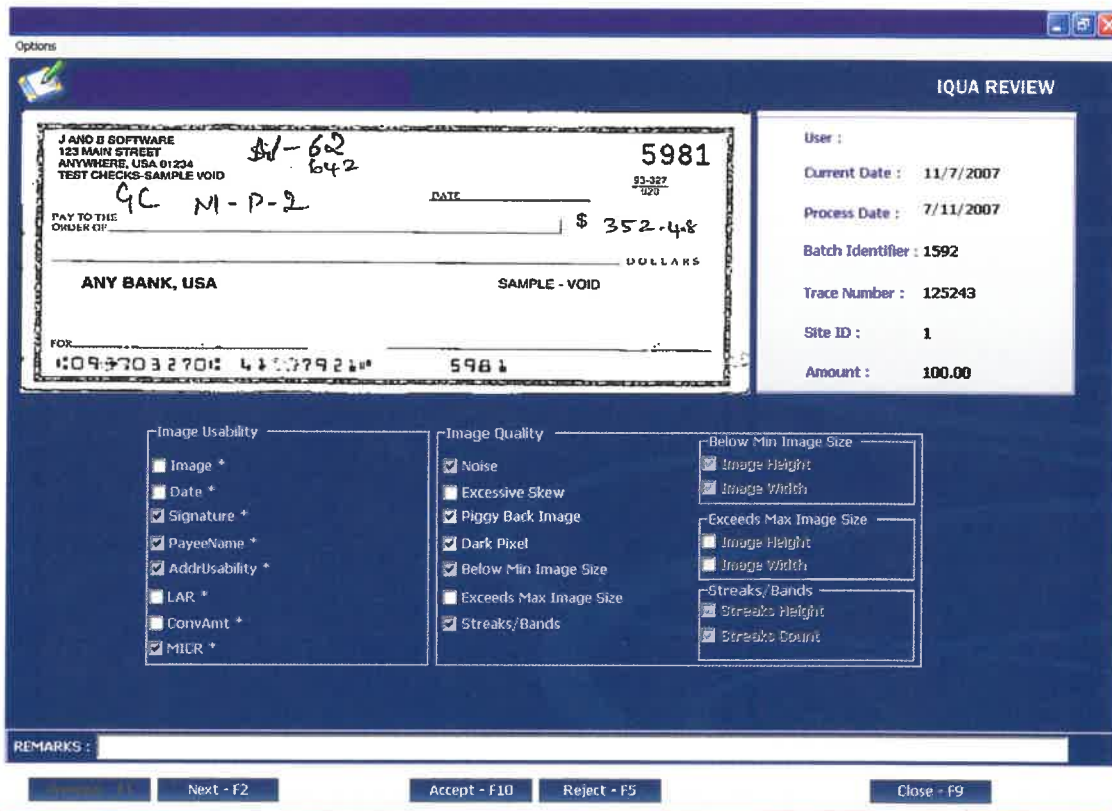 Options
IQUA REVIEW
J AND B SOFTWARE
123 MAIN STREET
ANYWHERE, USA 01234
TEST CHECKS-SAMPLE VOID
62
642
5981
93-327
920
GC NI-P-2
DATE
PAY TO THE
ORDER OF
$ 352.48
DOLLARS
ANY BANK, USA
SAMPLE - VOID
FOR
5981
User :
Current Date : 11/7/2007
Process Date : 7/11/2007
Batch Identifier : 1592
Trace Number : 125243
Site ID : 1
Amount : 100.00
Image Usability
Image *
Date *
Signature *
PayeeName *
AddrUsability *
LAR *
ConvAmt *
MICR *
Image Quality
Noise
Excessive Skew
Piggy Back Image
Dark Pixel
Below Min Image Size
Exceeds Max Image Size
Streaks/Bands
Below Min Image Size
Image Height
Image Width
Exceeds Max Image Size
Image Height
Image Width
Streaks/Bands
Streaks Height
Streaks Count
REMARKS :
Next - F2
Accept - F10
Reject - F5
Close - F9